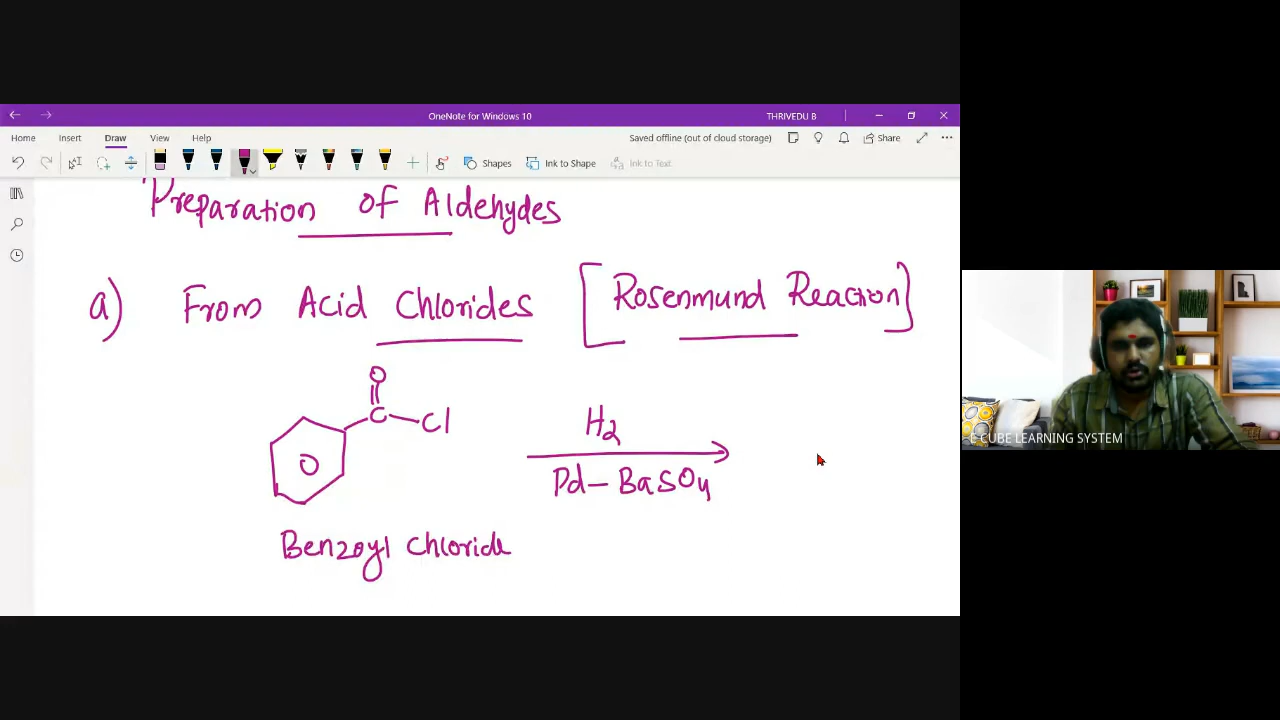 OneNote for Windows 10
THRIVEDU B
Home Insert Draw View Help
Saved offline (out of cloud storage)
Share
Shapes
Ink to Shape
Ink to Text
Preparation of Aldehydes
a) From Acid Chlorides [Rosenmund Reaction]
O
C Cl
H2
Pd-BaSO4
Benzoyl Chloride
E CUBE LEARNING SYSTEM